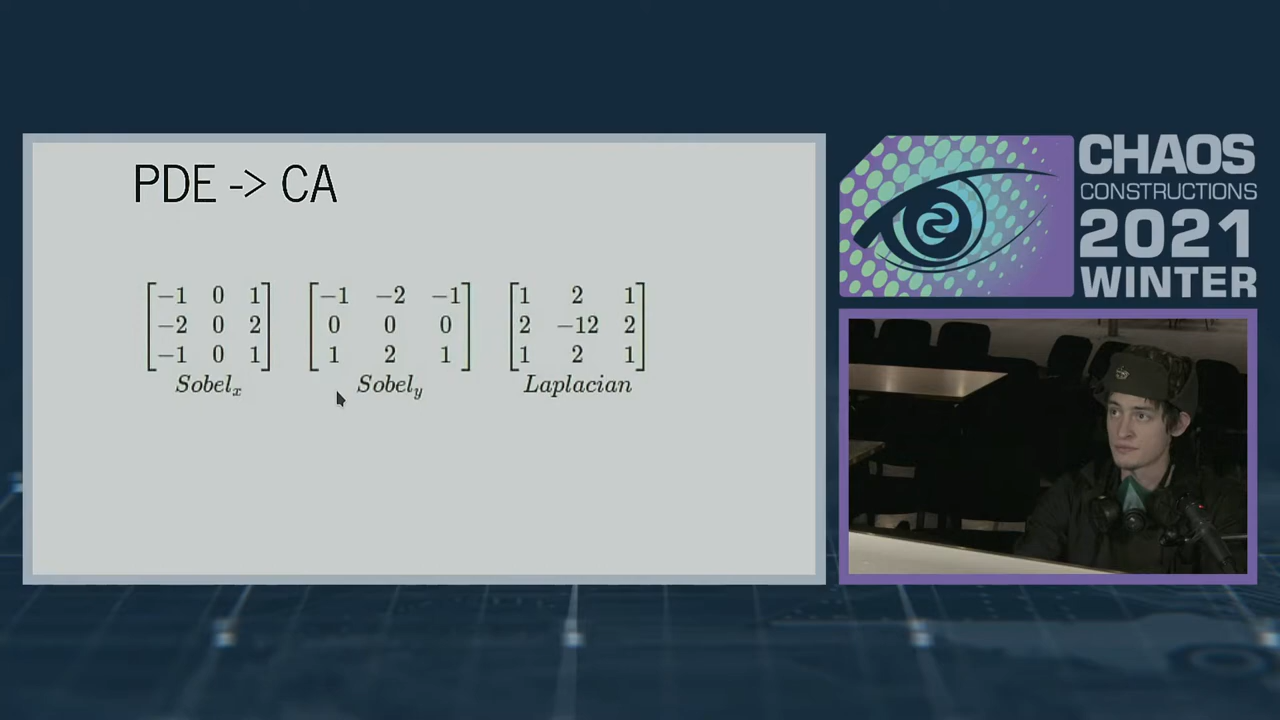 PDE -> CA
−1 0 1
−2 0 2
−1 0 1
Sobelₓ
−1 −2 −1
0 0 0
1 2 1
Sobel_y
1 2 1
2 −12 2
1 2 1
Laplacian
CHAOS
CONSTRUCTIONS
2021
WINTER